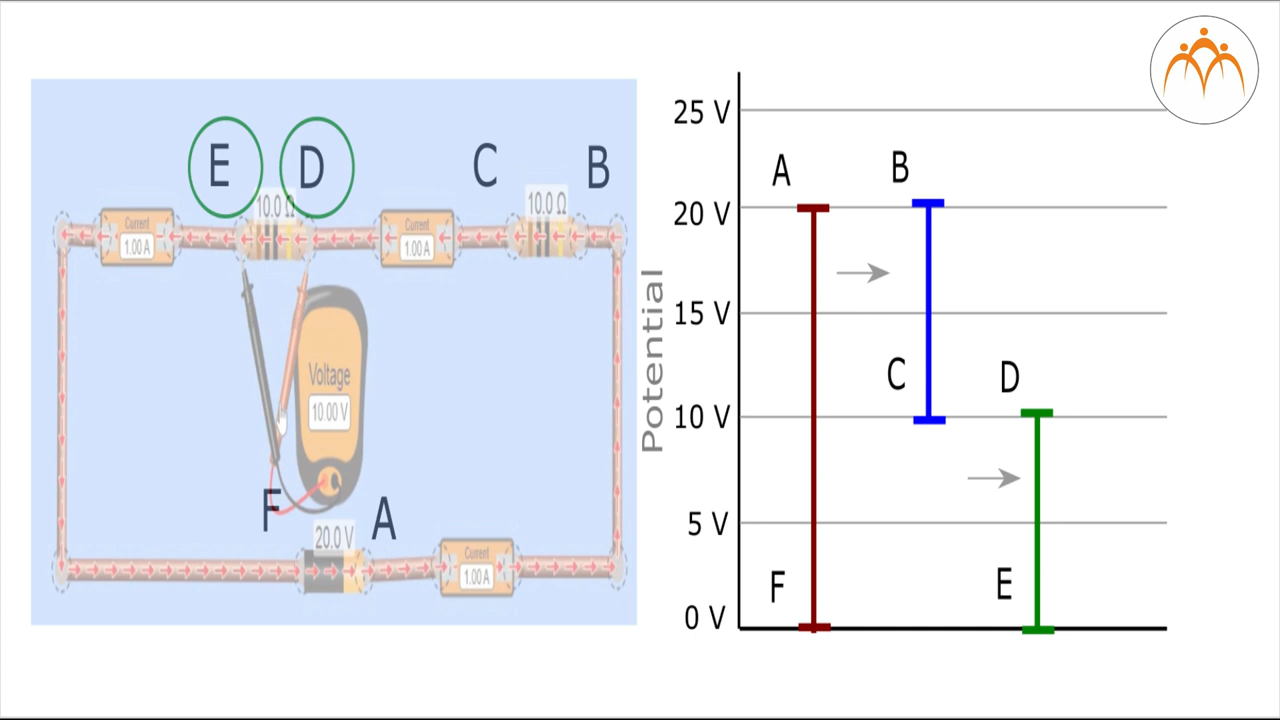 E D C B
10.0 Ω 10.0 Ω
Current
1.00 A
Current
1.00 A
Voltage
10.00 V
F A
20.0 V
Current
1.00 A
Potential
25 V
20 V
15 V
10 V
5 V
0 V
A B
C D
F E